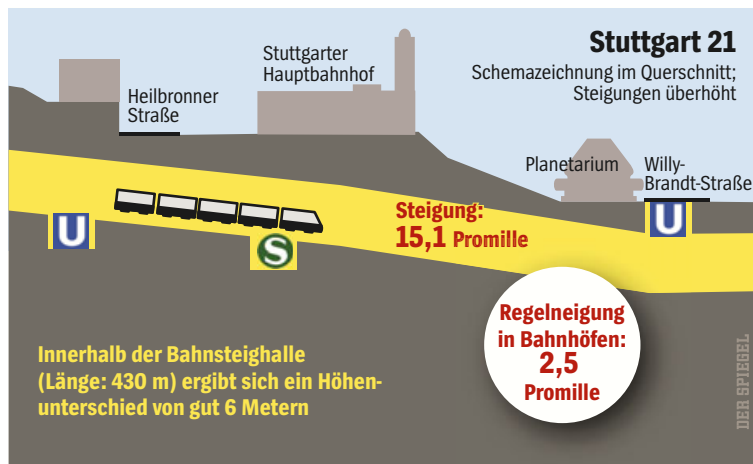 Stuttgart 21
Schemazeichnung im Querschnitt;
Steigungen überhöht
Stuttgarter
Hauptbahnhof
Heilbronner
Straße
Planetarium
Willy-
Brandt-Straße
U
S
U
Steigung:
15,1 Promille
Regelneigung
in Bahnhöfen:
2,5
Promille
Innerhalb der Bahnsteighalle
(Länge: 430 m) ergibt sich ein Höhen-
unterschied von gut 6 Metern
DER SPIEGEL